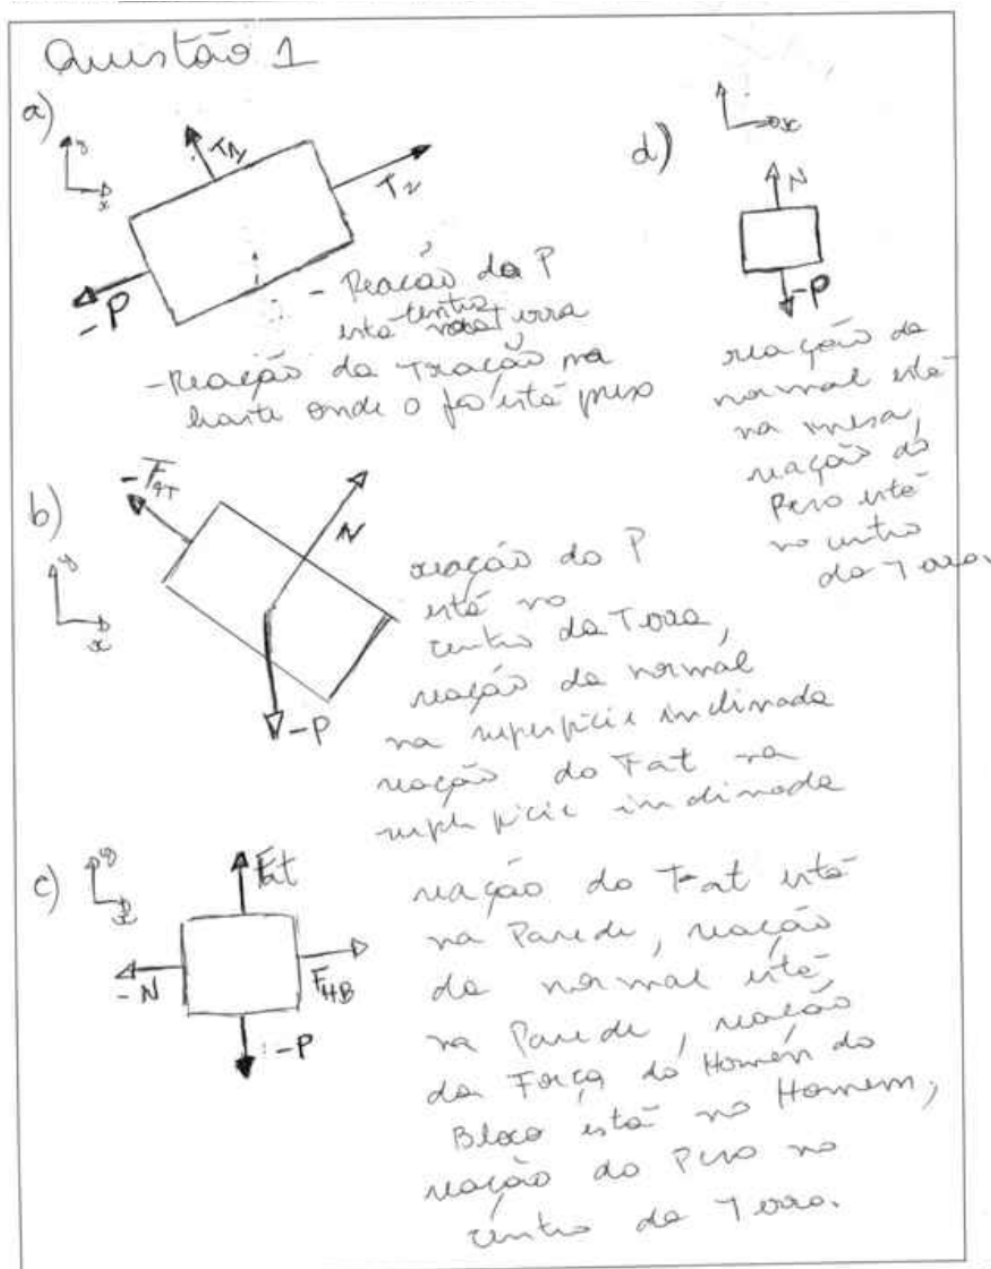 Questão 1
a)
y
x
TN
T2
-P
- Reação da P
está centro
Terra
- Reação da Tração na
haste onde o fio está preso
d)
x
N
-P
reação da
normal está
na mesa,
reação do
Peso está
no centro
da Terra.
b)
y
x
-Fat
N
-P
reação do P
está no
centro da Terra,
reação da normal
na superfície inclinada
reação do Fat na
superfície inclinada
c)
y
x
Fat
-N
FHB
-P
reação do Fat está
na Parede, reação
da normal está
na Parede, reação
da Força do Homem do
Bloco está no Homem,
reação do Peso no
centro da Terra.